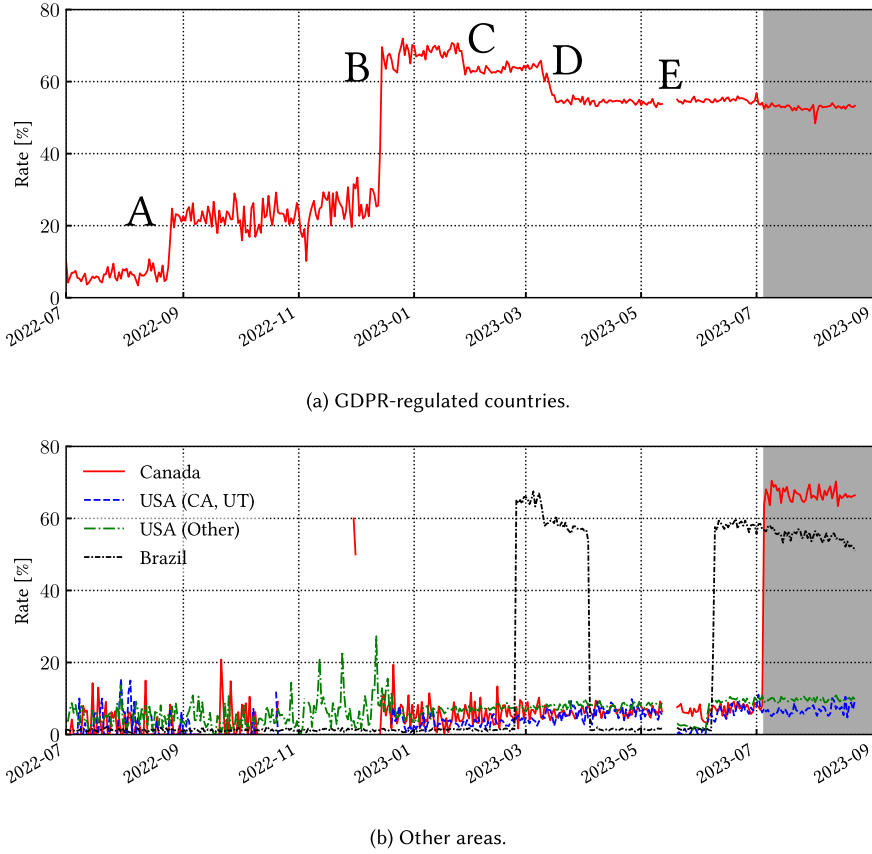 80
60
40
20
0
Rate [%]
A
B
C
D
E
2022-07
2022-09
2022-11
2023-01
2023-03
2023-05
2023-07
2023-09
(a) GDPR-regulated countries.
80
60
40
20
0
Rate [%]
Canada
USA (CA, UT)
USA (Other)
Brazil
2022-07
2022-09
2022-11
2023-01
2023-03
2023-05
2023-07
2023-09
(b) Other areas.